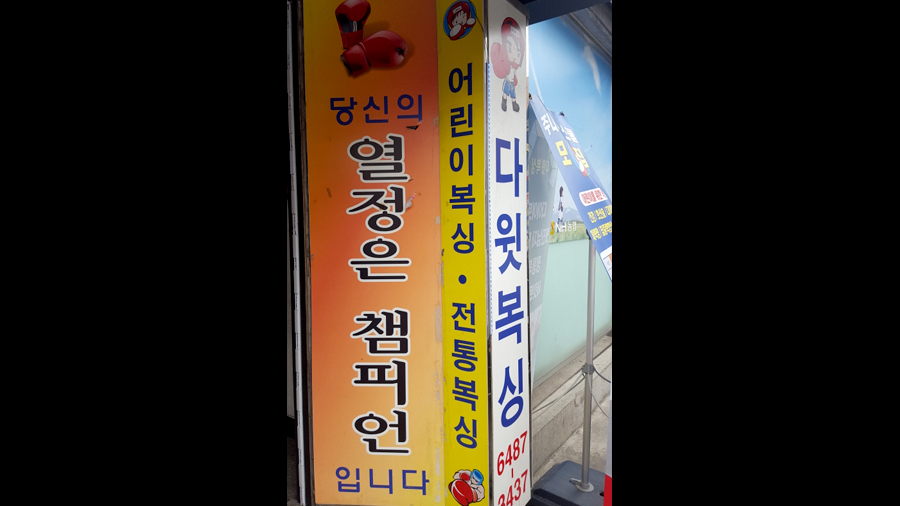 당신의
열정은 챔피언
입니다
어린이복싱 • 전통복싱
다윗복싱
6487-3437